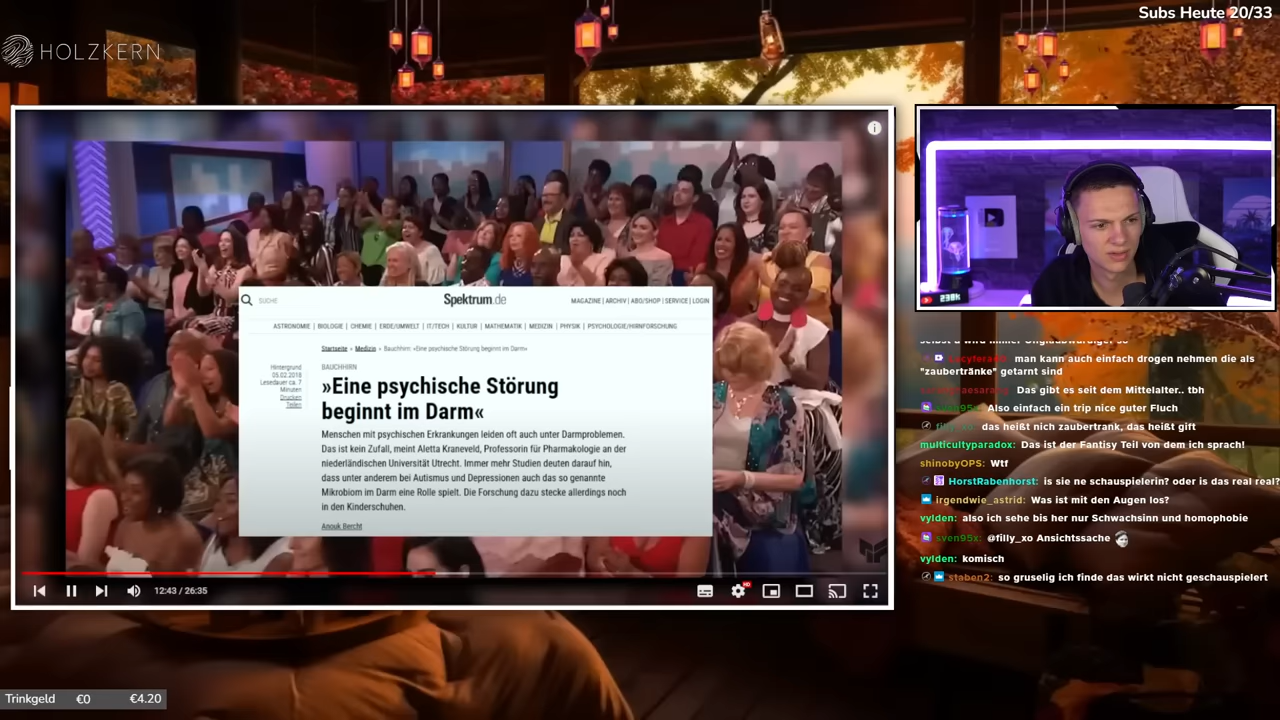 Subs Heute 20/33
HOLZKERN
SUCHE
Spektrum.de
MAGAZINE | ARCHIV | ABO/SHOP | SERVICE | LOGIN
ASTRONOMIE | BIOLOGIE | CHEMIE | ERDE/UMWELT | IT/TECH | KULTUR | MATHEMATIK | MEDIZIN | PHYSIK | PSYCHOLOGIE/HIRNFORSCHUNG
Startseite » Medizin » Bauchhirn: »Eine psychische Störung beginnt im Darm«
Hintergrund
05.02.2018
Lesedauer ca. 7
Minuten
Drucken
Teilen
BAUCHHIRN
»Eine psychische Störung
beginnt im Darm«
Menschen mit psychischen Erkrankungen leiden oft auch unter Darmproblemen.
Das ist kein Zufall, meint Aletta Kraneveld, Professorin für Pharmakologie an der
niederländischen Universität Utrecht. Immer mehr Studien deuten darauf hin,
dass unter anderem bei Autismus und Depressionen auch das so genannte
Mikrobiom im Darm eine Rolle spielt. Die Forschung dazu stecke allerdings noch
in den Kinderschuhen.
Anouk Bercht
HD
12:43 / 26:35
238K
man kann auch einfach drogen nehmen die als
"zaubertränke" getarnt sind
Das gibt es seit dem Mittelalter.. tbh
sven95x: Also einfach ein trip nice guter Fluch
filly_xo: das heißt nich zaubertrank, das heißt gift
multicultyparadox: Das ist der Fantisy Teil von dem ich sprach!
shinobyOPS: Wtf
HorstRabenhorst: is sie ne schauspielerin? oder is das real real?
irgendwie_astrid: Was ist mit den Augen los?
vylden: also ich sehe bis her nur Schwachsinn und homophobie
sven95x: @filly_xo Ansichtssache
vylden: komisch
staben2: so gruselig ich finde das wirkt nicht geschauspielert
Trinkgeld €0 €4.20